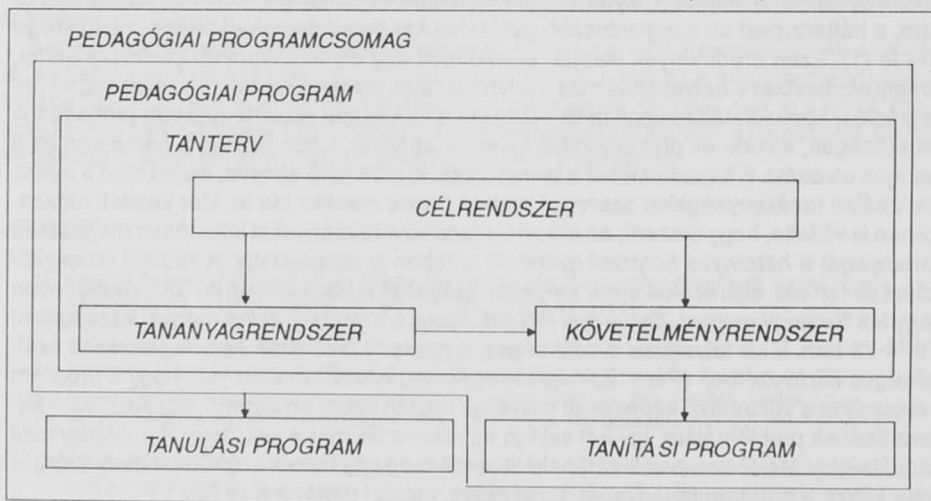 PEDAGÓGIAI PROGRAMCSOMAG
PEDAGÓGIAI PROGRAM
TANTERV
CÉLRENDSZER
TANANYAGRENDSZER
KÖVETELMÉNYRENDSZER
TANULÁSI PROGRAM
TANÍTÁSI PROGRAM